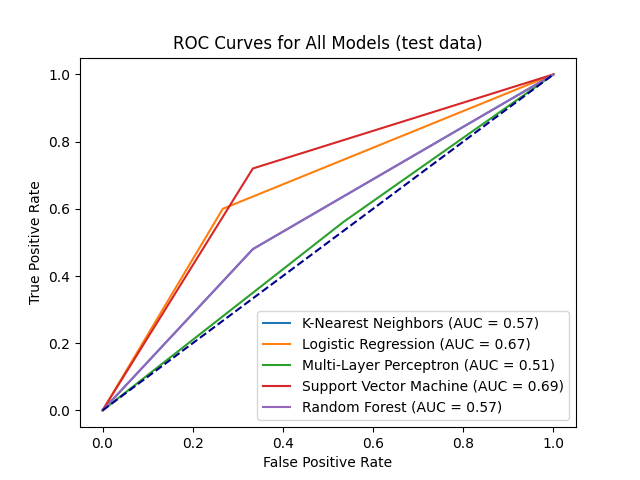 ROC Curves for All Models (test data)
True Positive Rate
1.0
0.8
0.6
0.4
0.2
0.0
K-Nearest Neighbors (AUC = 0.57)
Logistic Regression (AUC = 0.67)
Multi-Layer Perceptron (AUC = 0.51)
Support Vector Machine (AUC = 0.69)
Random Forest (AUC = 0.57)
0.0 0.2 0.4 0.6 0.8 1.0
False Positive Rate